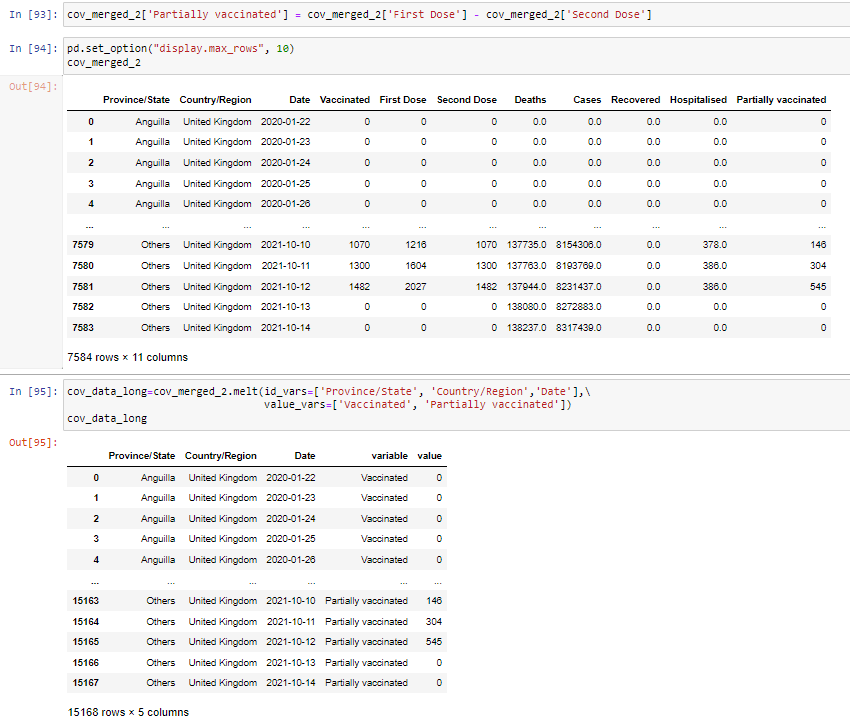 In [93]: cov_merged_2['Partially vaccinated'] = cov_merged_2['First Dose'] - cov_merged_2['Second Dose']
In [94]: pd.set_option("display.max_rows", 10)
cov_merged_2
Out[94]:
Province/State Country/Region Date Vaccinated First Dose Second Dose Deaths Cases Recovered Hospitalised Partially vaccinated
0 Anguilla United Kingdom 2020-01-22 0 0 0 0.0 0.0 0.0 0.0 0
1 Anguilla United Kingdom 2020-01-23 0 0 0 0.0 0.0 0.0 0.0 0
2 Anguilla United Kingdom 2020-01-24 0 0 0 0.0 0.0 0.0 0.0 0
3 Anguilla United Kingdom 2020-01-25 0 0 0 0.0 0.0 0.0 0.0 0
4 Anguilla United Kingdom 2020-01-26 0 0 0 0.0 0.0 0.0 0.0 0
... ... ... ... ... ... ... ... ... ... ... ...
7579 Others United Kingdom 2021-10-10 1070 1216 1070 137735.0 8154306.0 0.0 378.0 146
7580 Others United Kingdom 2021-10-11 1300 1604 1300 137763.0 8193769.0 0.0 386.0 304
7581 Others United Kingdom 2021-10-12 1482 2027 1482 137944.0 8231437.0 0.0 386.0 545
7582 Others United Kingdom 2021-10-13 0 0 0 138080.0 8272883.0 0.0 0.0 0
7583 Others United Kingdom 2021-10-14 0 0 0 138237.0 8317439.0 0.0 0.0 0
7584 rows × 11 columns
In [95]: cov_data_long=cov_merged_2.melt(id_vars=['Province/State', 'Country/Region','Date'],\
value_vars=['Vaccinated', 'Partially vaccinated'])
cov_data_long
Out[95]:
Province/State Country/Region Date variable value
0 Anguilla United Kingdom 2020-01-22 Vaccinated 0
1 Anguilla United Kingdom 2020-01-23 Vaccinated 0
2 Anguilla United Kingdom 2020-01-24 Vaccinated 0
3 Anguilla United Kingdom 2020-01-25 Vaccinated 0
4 Anguilla United Kingdom 2020-01-26 Vaccinated 0
... ... ... ... ... ...
15163 Others United Kingdom 2021-10-10 Partially vaccinated 146
15164 Others United Kingdom 2021-10-11 Partially vaccinated 304
15165 Others United Kingdom 2021-10-12 Partially vaccinated 545
15166 Others United Kingdom 2021-10-13 Partially vaccinated 0
15167 Others United Kingdom 2021-10-14 Partially vaccinated 0
15168 rows × 5 columns